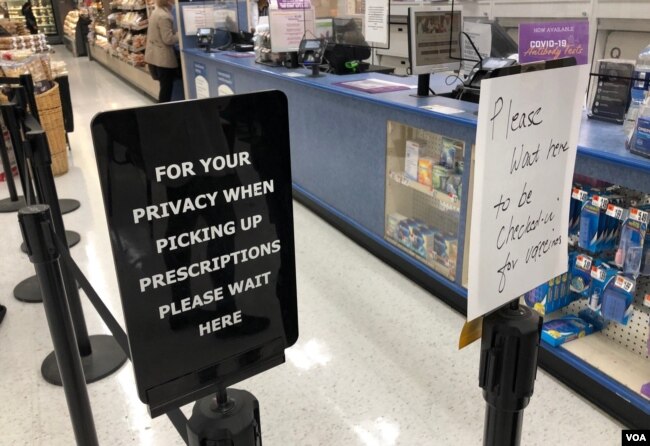 FOR YOUR
PRIVACY WHEN
PICKING UP
PRESCRIPTIONS
PLEASE WAIT
HERE
Please
Wait here
to be
checked-in
for vaccines
NOW AVAILABLE
COVID-19
Antibody Tests
VOA